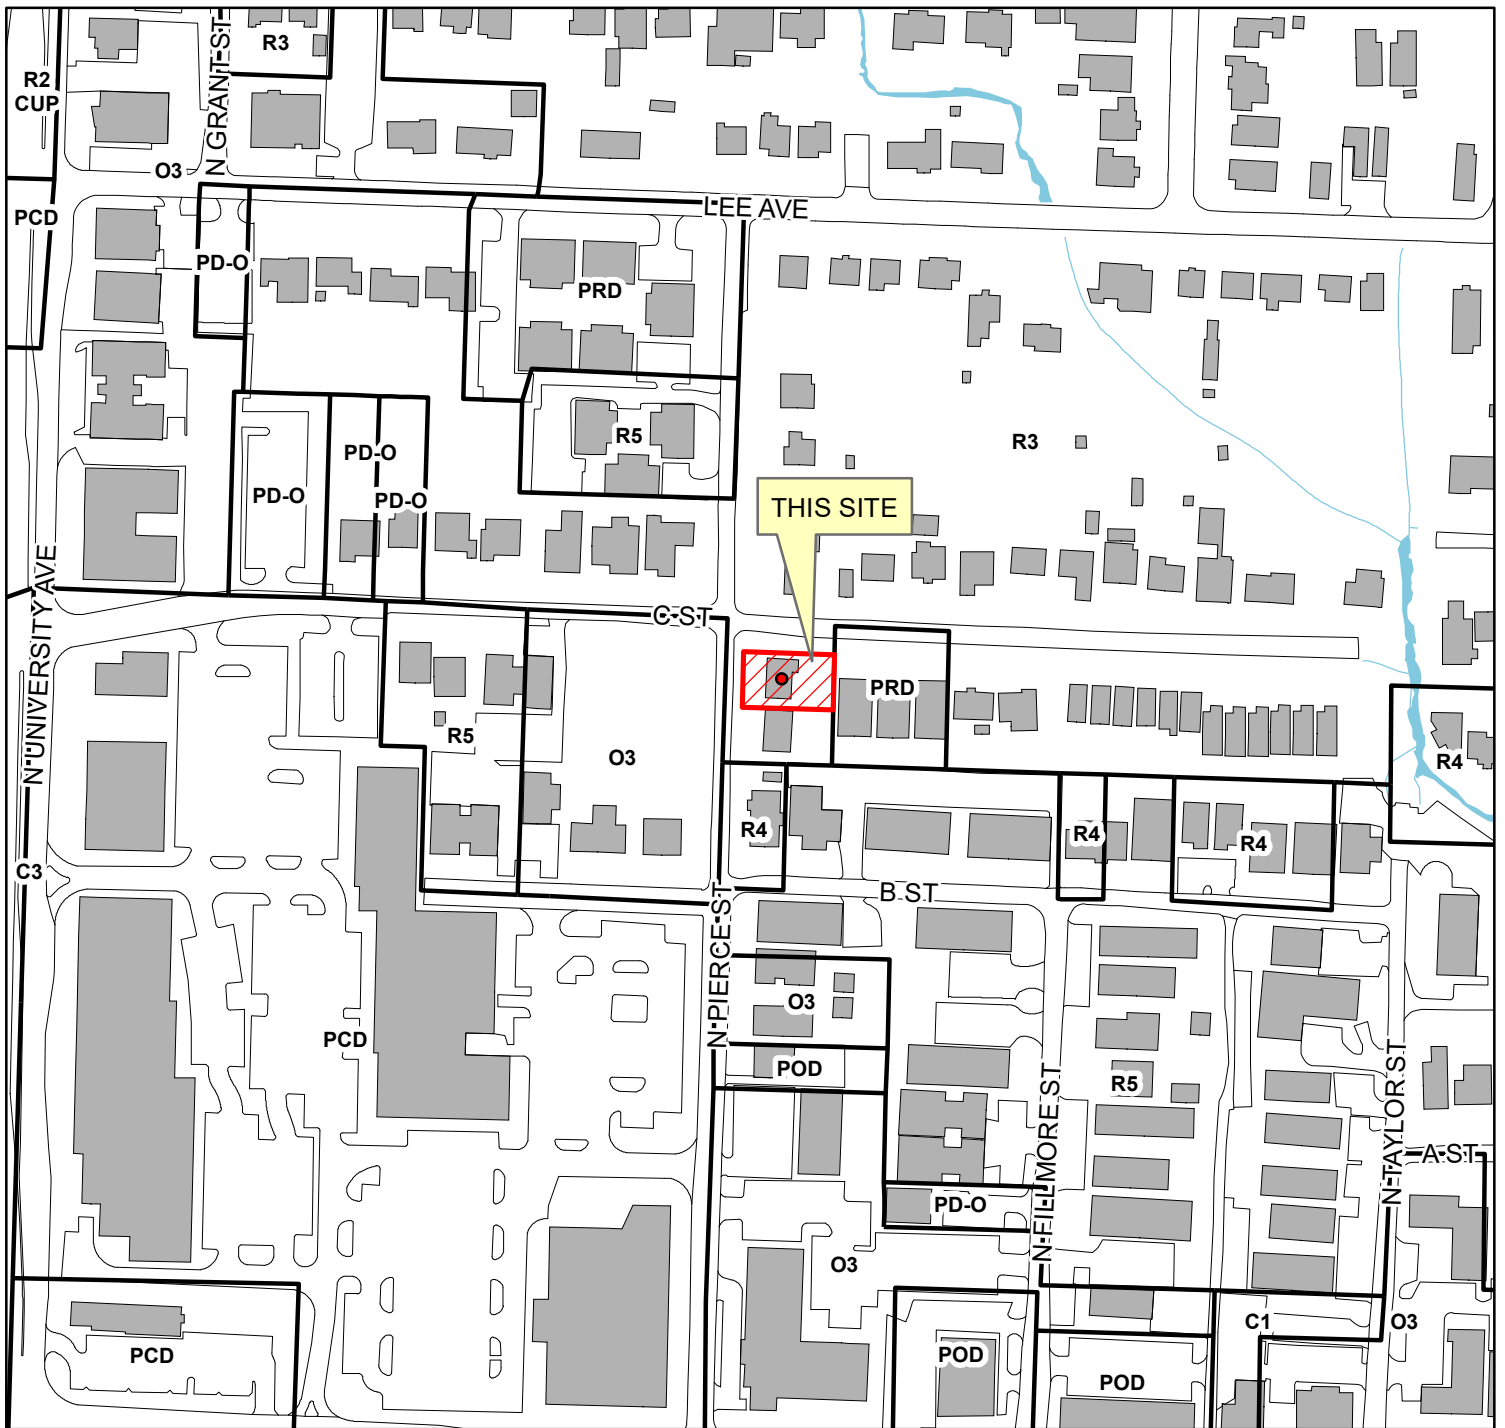 R3
R2
CUP
N GRANT ST
O3
PCD
LEE AVE
PD-O
PRD
R5
R3
PD-O
PD-O
PD-O
THIS SITE
N UNIVERSITY AVE
C ST
PRD
R5
O3
R4
R4
R4
R4
C3
B ST
N PIERCE ST
O3
PCD
POD
R5
N FILLMORE ST
N TAYLOR ST
A ST
PD-O
O3
C1
O3
PCD
POD
POD